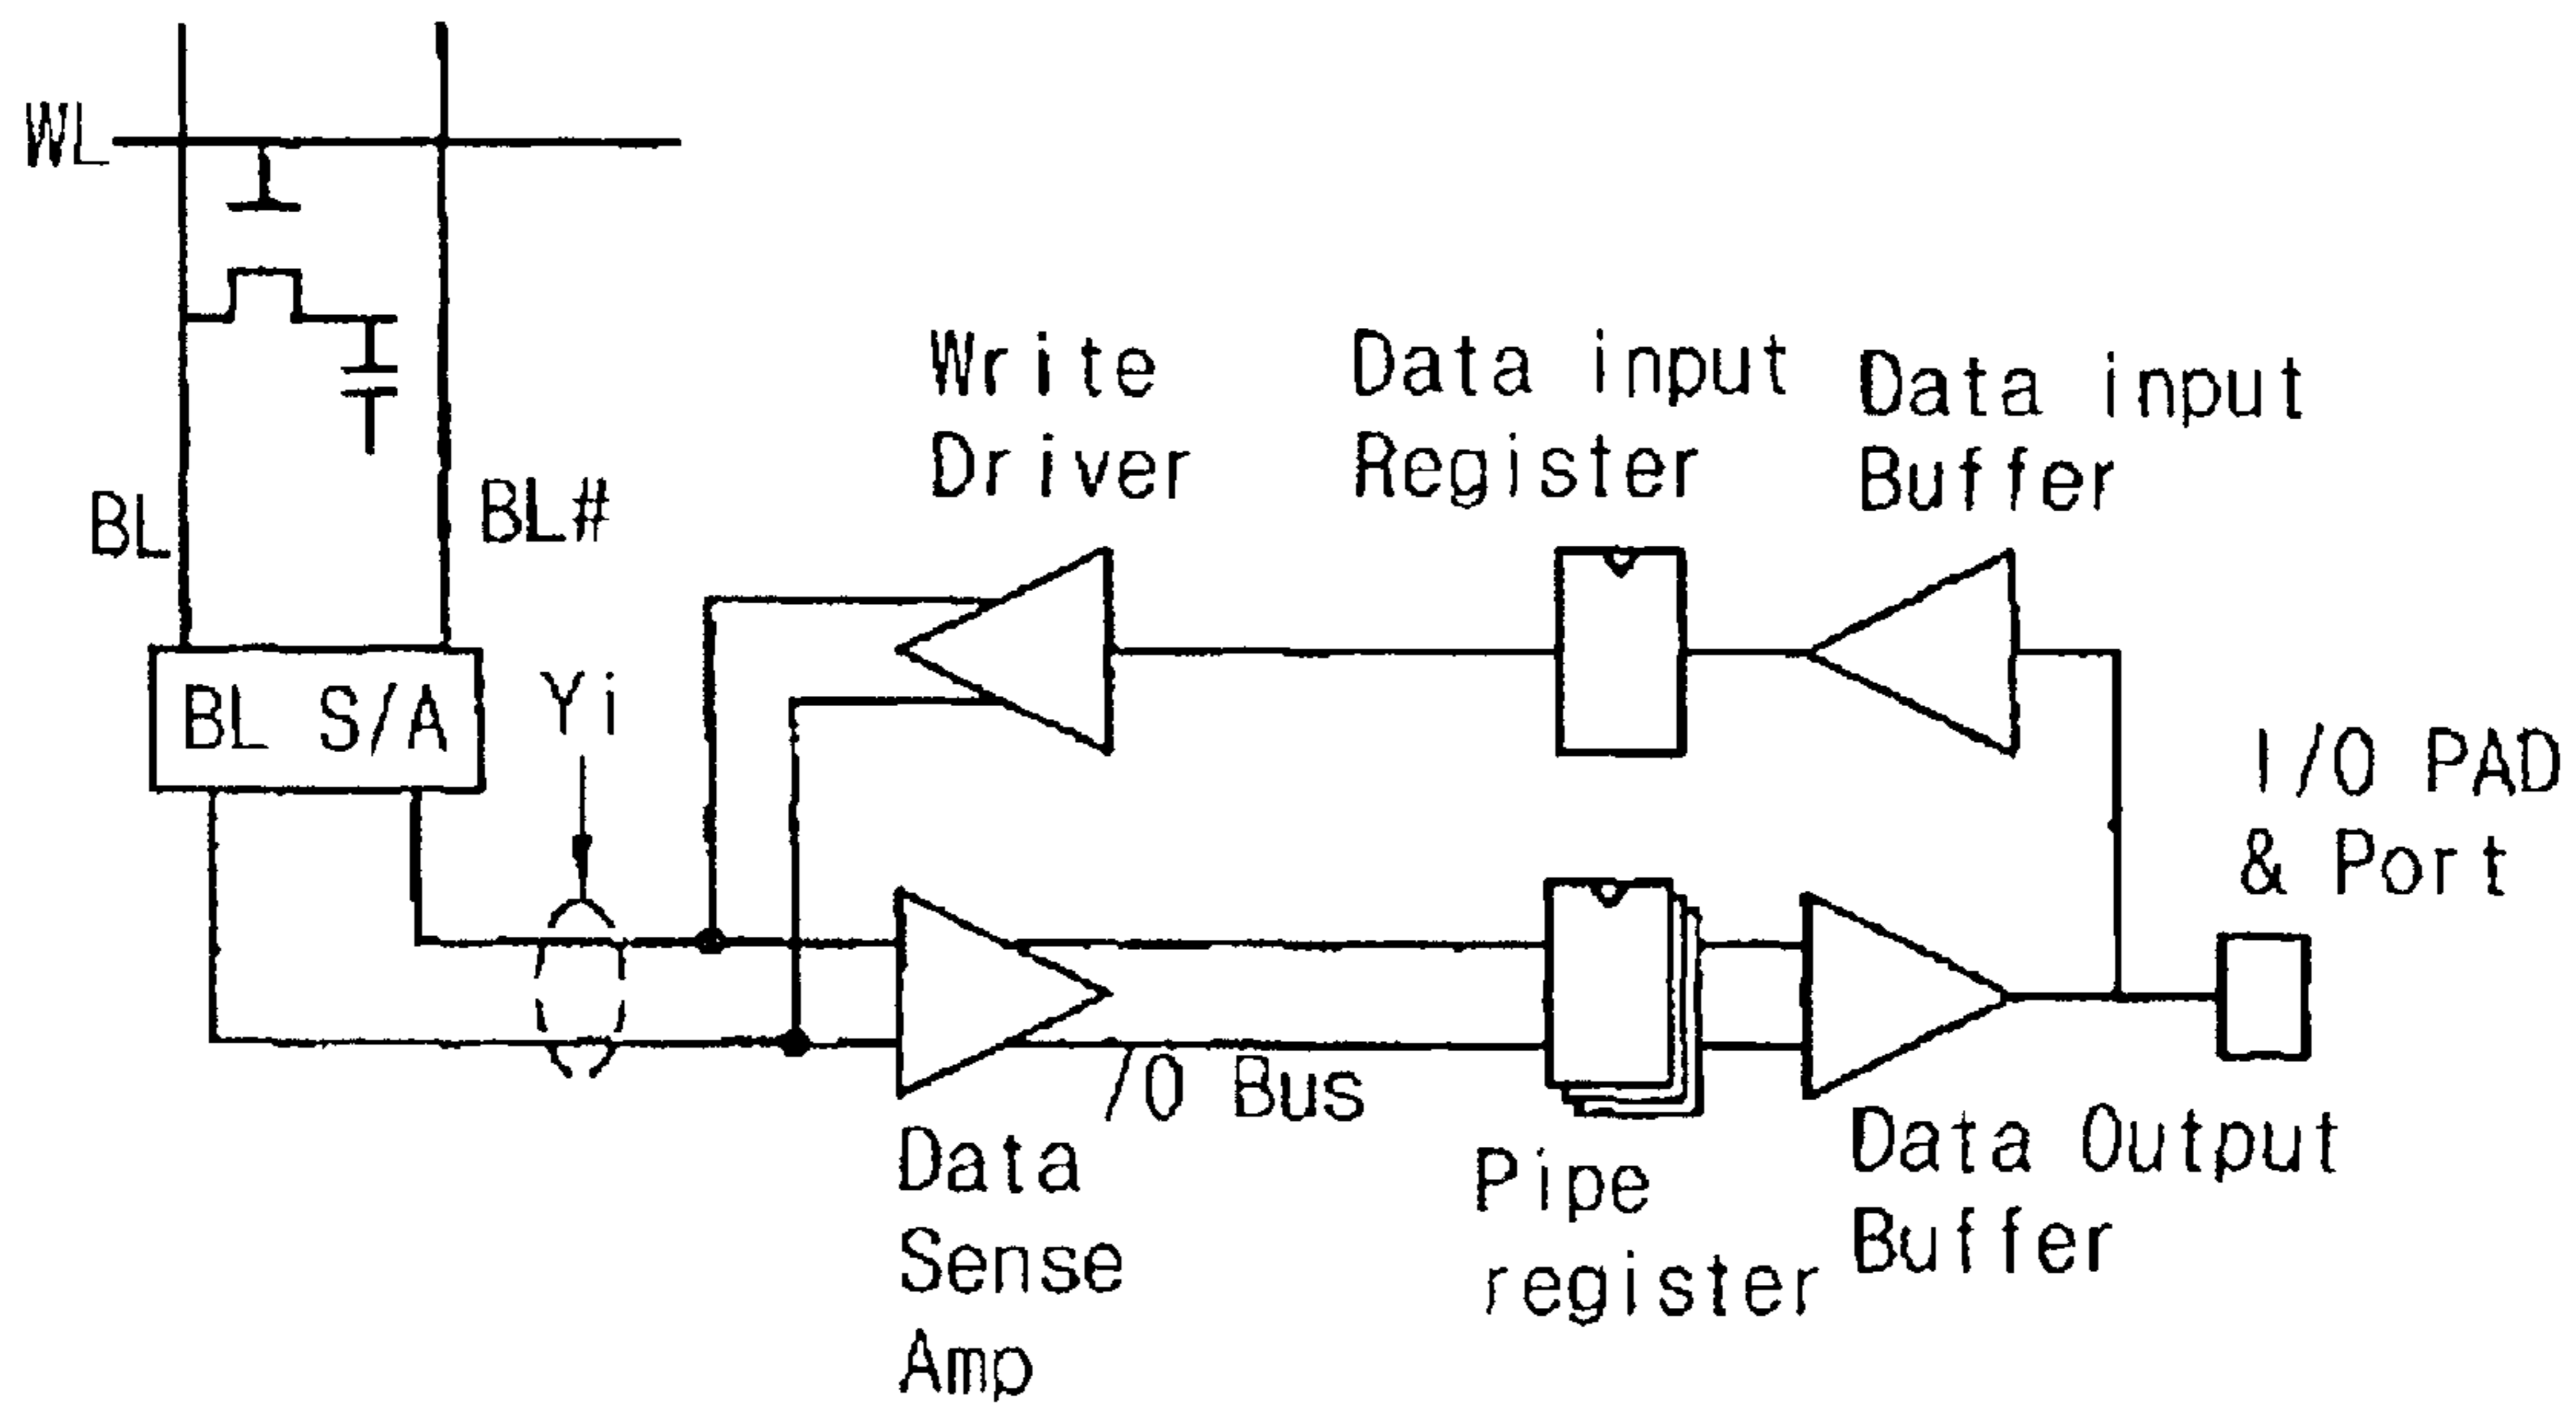 WL
BL
BL#
BL S/A
Yi
Write
Driver
Data input
Register
Data input
Buffer
I/O PAD
& Port
/O Bus
Data
Sense
Amp
Pipe
register
Data Output
Buffer